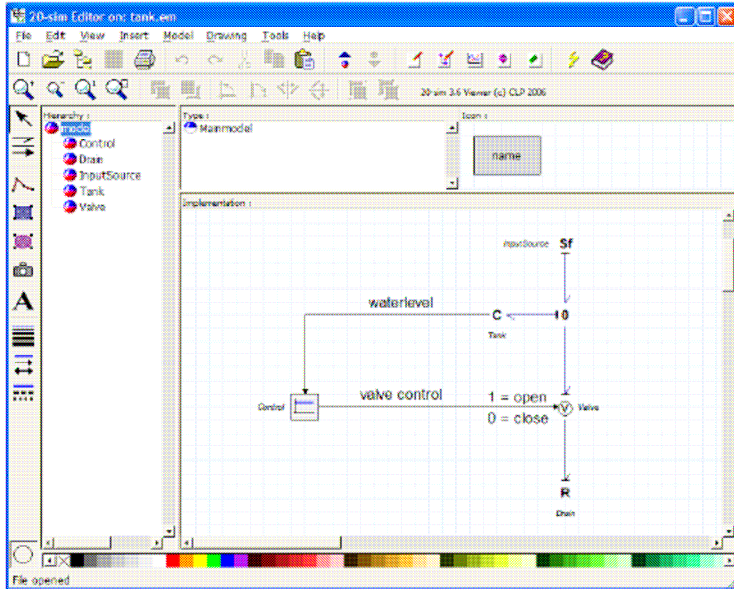 20-sim Editor on: tank.em
File Edit View Insert Model Drawing Tools Help
20-sim 3.6 Viewer (c) CLP 2006
Hierarchy:
model
Control
Drain
InputSource
Tank
Valve
Type:
Mainmodel
Icon:
name
Implementation:
InputSource Sf
waterlevel
C 0
Tank
valve control
1 = open
Control
V Valve
0 = close
R
Drain
A
File opened